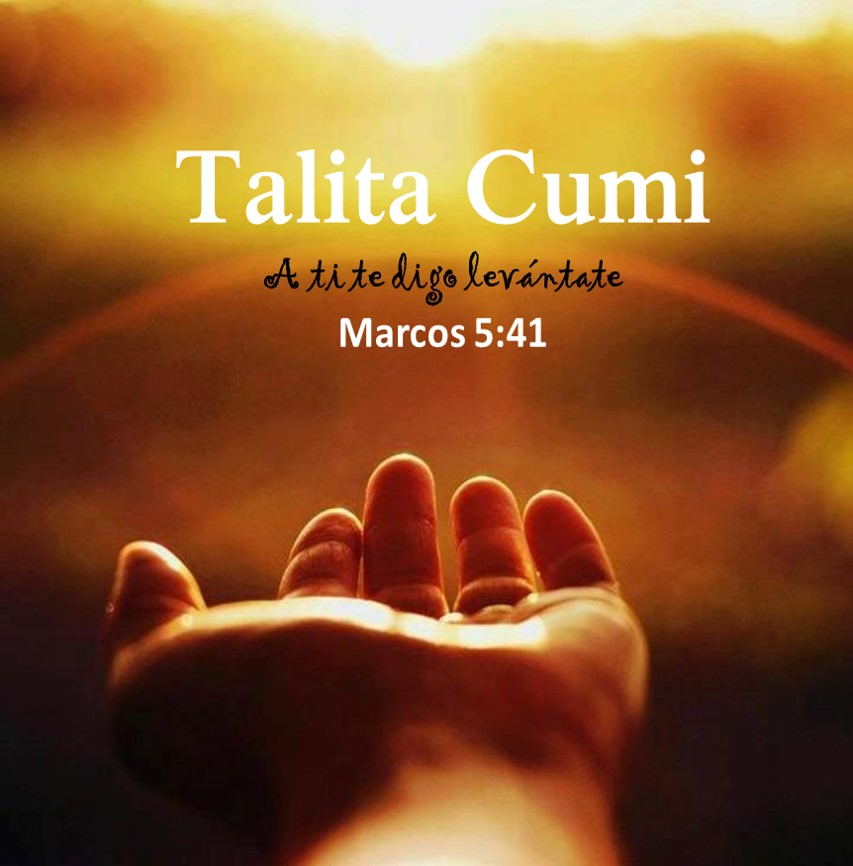 Talita Cumi
A ti te digo levántate
Marcos 5:41